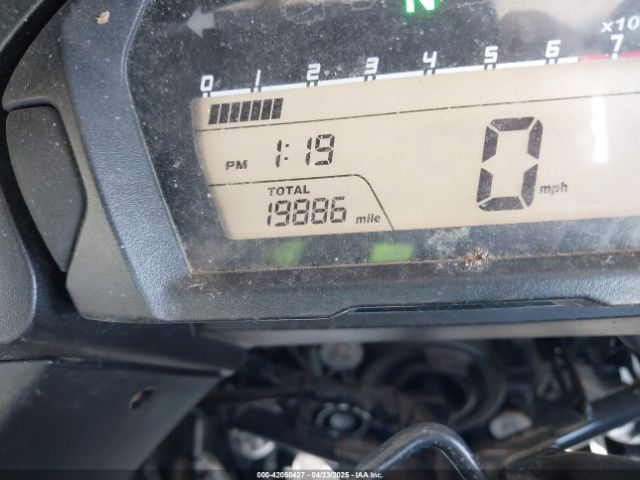 N
x10
0 1 2 3 4 5 6 7
PM 1:19
0 mph
TOTAL
19886 mile
000-42050427 - 04/23/2025 - Copyright © IAA